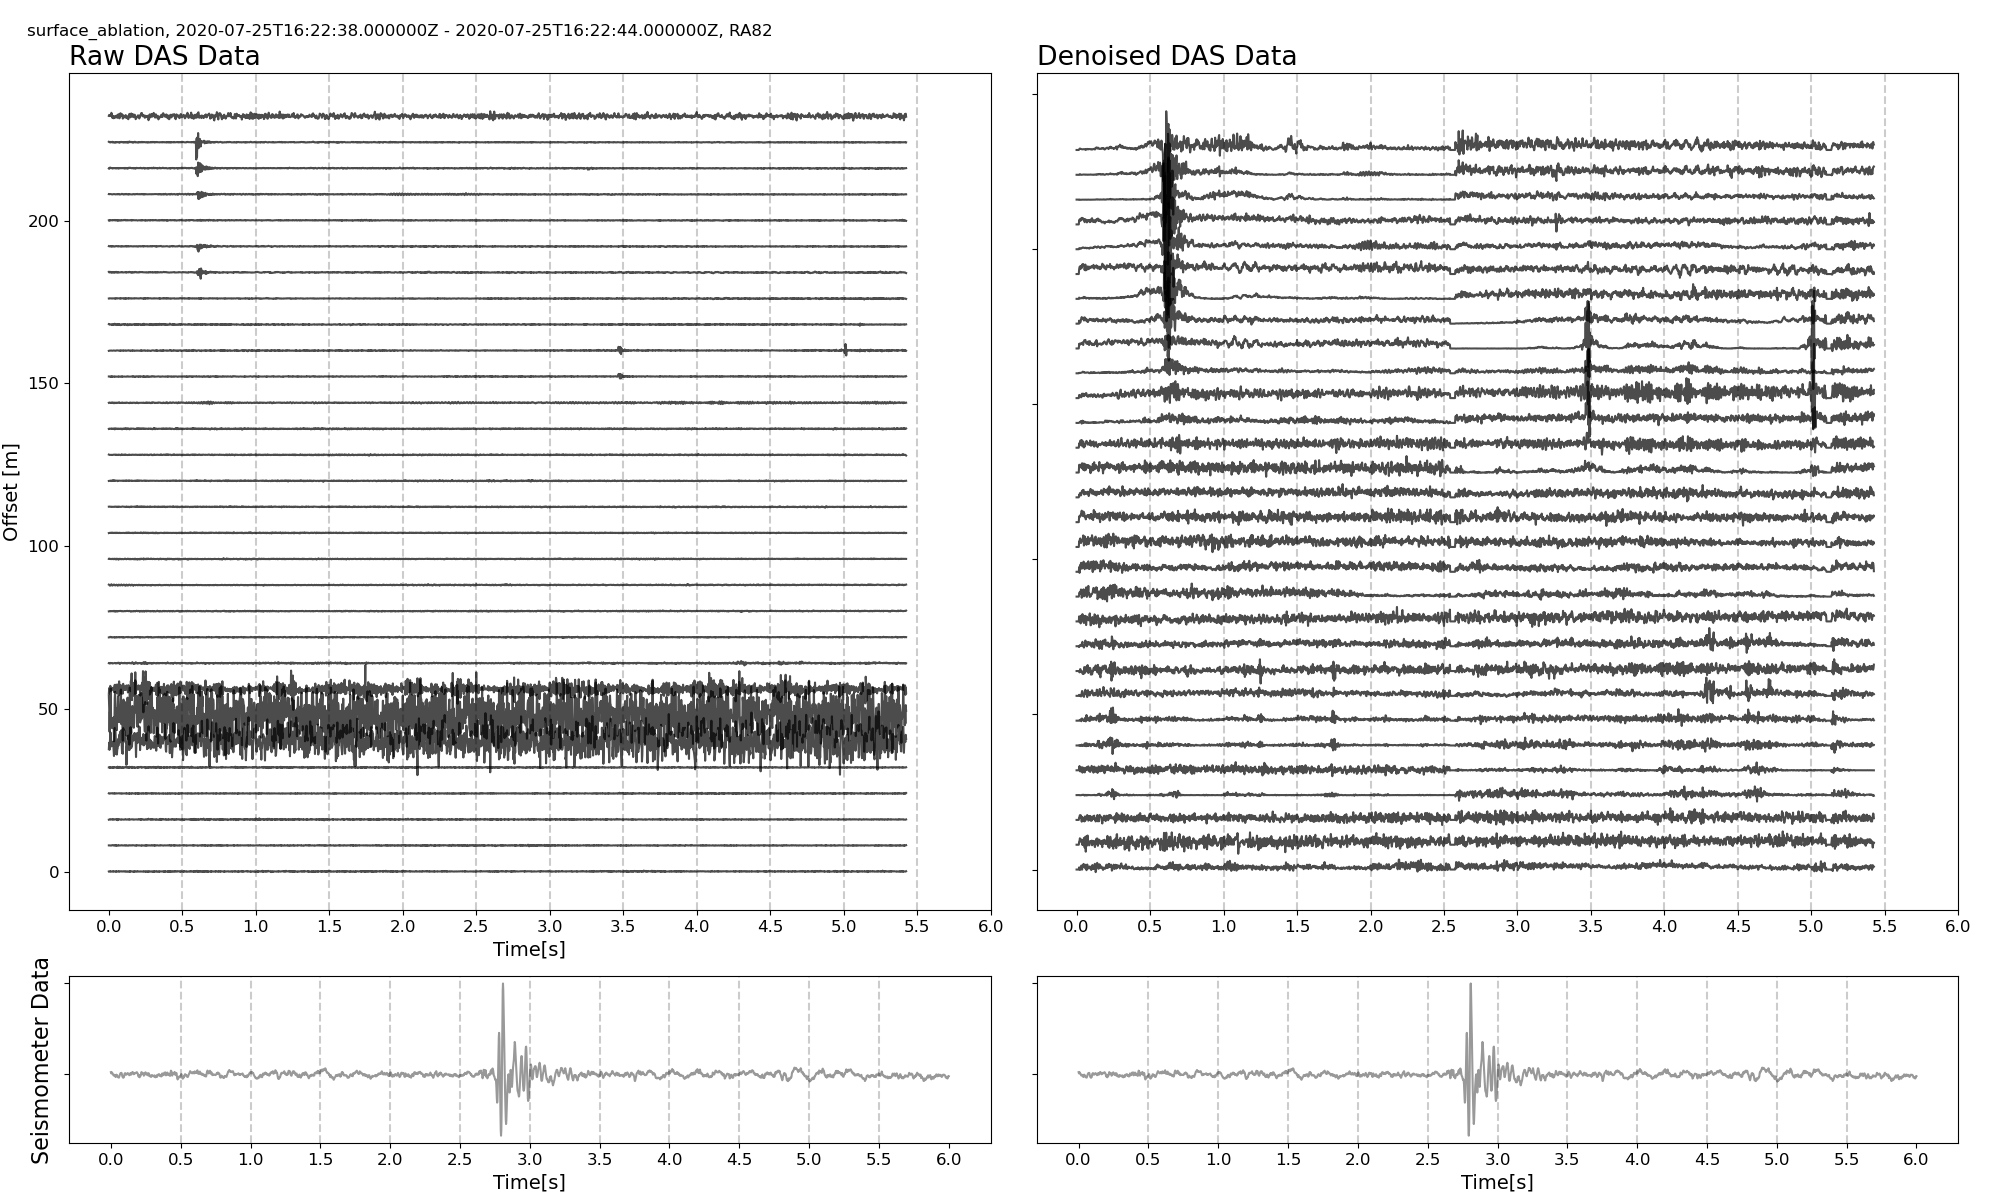 surface_ablation, 2020-07-25T16:22:38.000000Z - 2020-07-25T16:22:44.000000Z, RA82
Raw DAS Data
Denoised DAS Data
Offset [m]
200
150
100
50
0
0.0 0.5 1.0 1.5 2.0 2.5 3.0 3.5 4.0 4.5 5.0 5.5 6.0
Time[s]
0.0 0.5 1.0 1.5 2.0 2.5 3.0 3.5 4.0 4.5 5.0 5.5 6.0
Seismometer Data
0.0 0.5 1.0 1.5 2.0 2.5 3.0 3.5 4.0 4.5 5.0 5.5 6.0
Time[s]
0.0 0.5 1.0 1.5 2.0 2.5 3.0 3.5 4.0 4.5 5.0 5.5 6.0
Time[s]